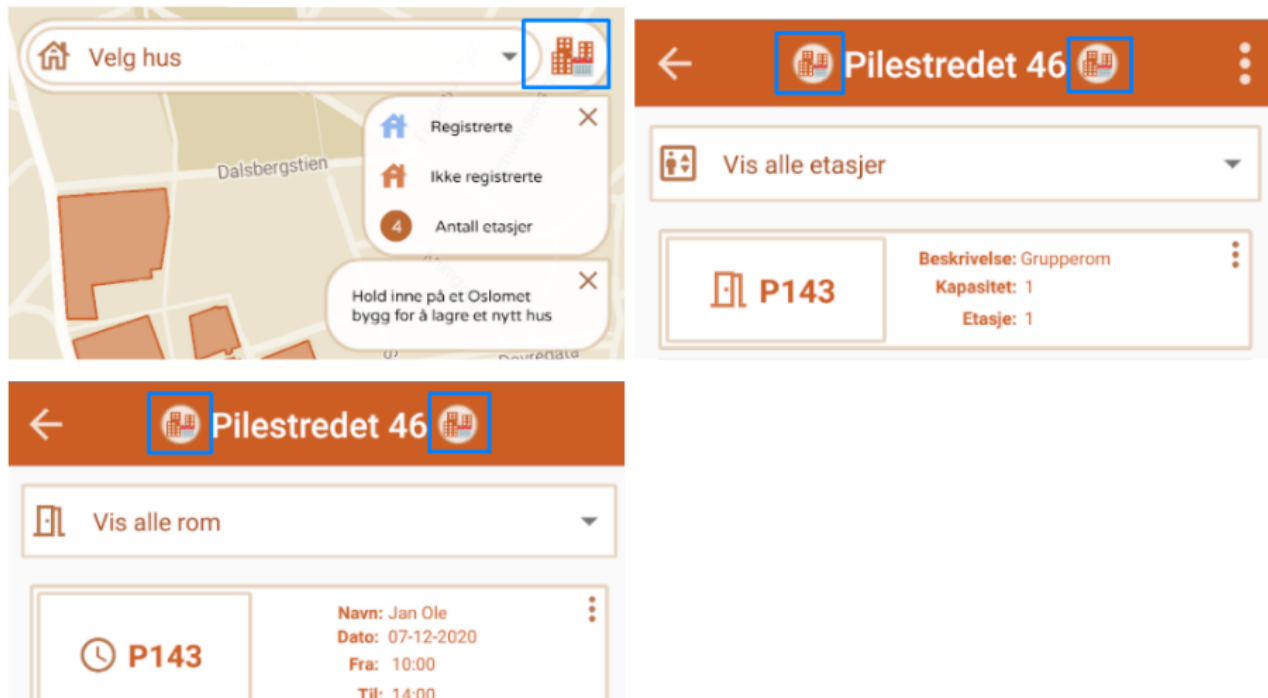 Velg hus
Registrerte
Ikke registrerte
4 Antall etasjer
Dalsbergstien
Hold inne på et Oslomet
bygg for å lagre et nytt hus
Pilestredet 46
Vis alle etasjer
P143
Beskrivelse: Grupperom
Kapasitet: 1
Etasje: 1
Pilestredet 46
Vis alle rom
P143
Navn: Jan Ole
Dato: 07-12-2020
Fra: 10:00
Til: 14:00